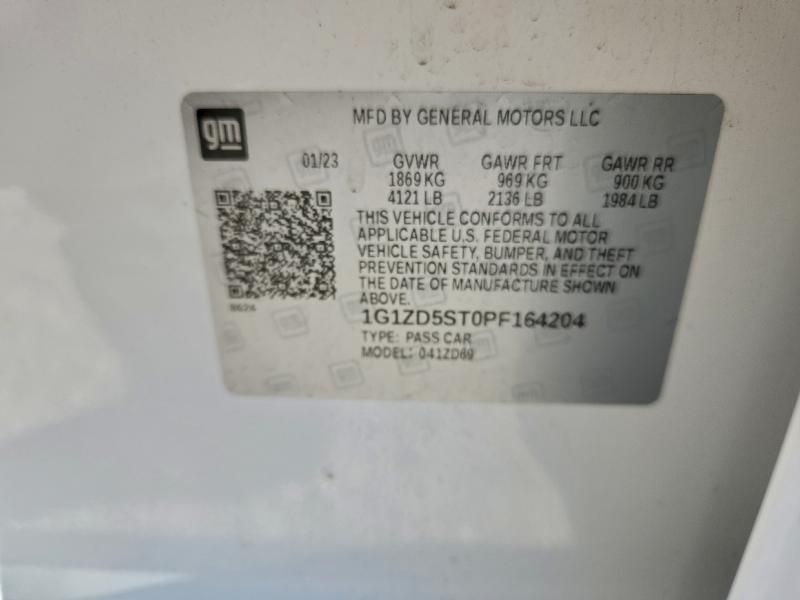 gm
MFD BY GENERAL MOTORS LLC
01/23 GVWR GAWR FRT GAWR RR
1869 KG 969 KG 900 KG
4121 LB 2136 LB 1984 LB
THIS VEHICLE CONFORMS TO ALL
APPLICABLE U.S. FEDERAL MOTOR
VEHICLE SAFETY, BUMPER, AND THEFT
PREVENTION STANDARDS IN EFFECT ON
THE DATE OF MANUFACTURE SHOWN
ABOVE.
8624
1G1ZD5ST0PF164204
TYPE: PASS CAR
MODEL: 041ZD69